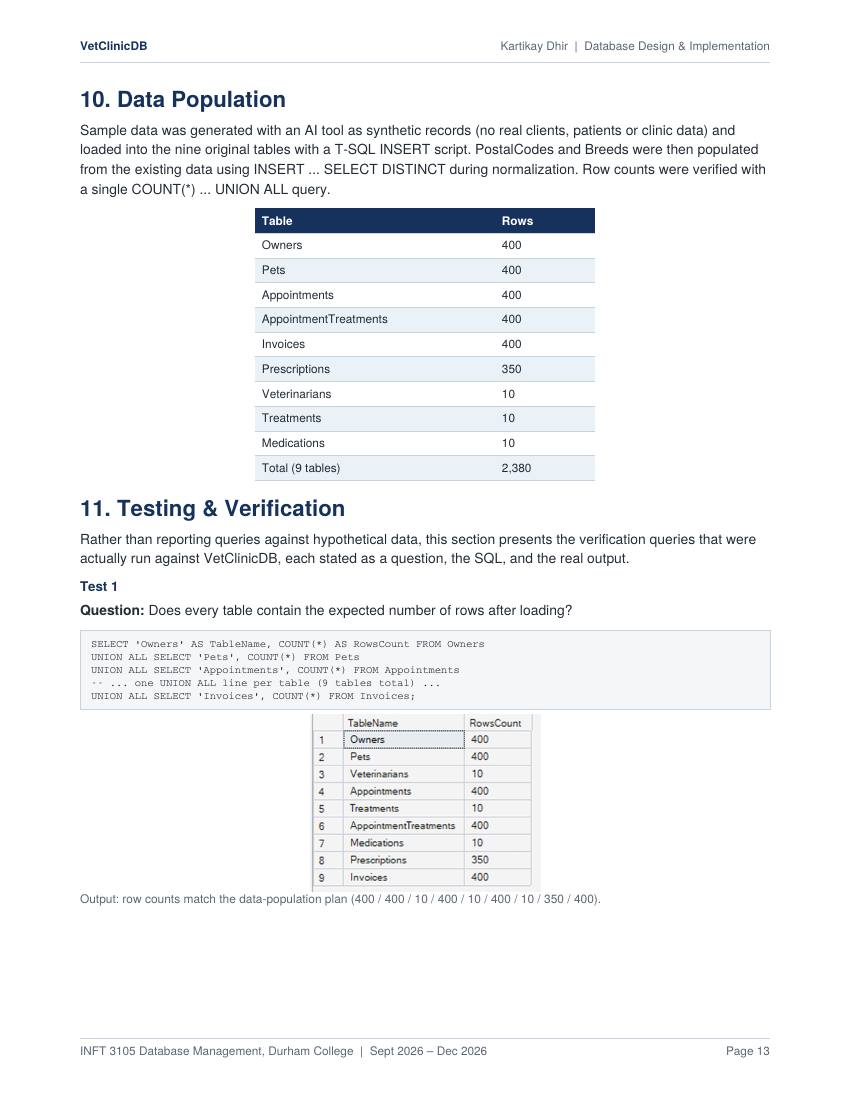 VetClinicDB
Kartikay Dhir | Database Design & Implementation
10. Data Population
Sample data was generated with an AI tool as synthetic records (no real clients, patients or clinic data) and
loaded into the nine original tables with a T-SQL INSERT script. PostalCodes and Breeds were then populated
from the existing data using INSERT ... SELECT DISTINCT during normalization. Row counts were verified with
a single COUNT(*) ... UNION ALL query.
Table Rows
Owners 400
Pets 400
Appointments 400
AppointmentTreatments 400
Invoices 400
Prescriptions 350
Veterinarians 10
Treatments 10
Medications 10
Total (9 tables) 2,380
11. Testing & Verification
Rather than reporting queries against hypothetical data, this section presents the verification queries that were
actually run against VetClinicDB, each stated as a question, the SQL, and the real output.
Test 1
Question: Does every table contain the expected number of rows after loading?
SELECT 'Owners' AS TableName, COUNT(*) AS RowsCount FROM Owners
UNION ALL SELECT 'Pets', COUNT(*) FROM Pets
UNION ALL SELECT 'Appointments', COUNT(*) FROM Appointments
-- ... one UNION ALL line per table (9 tables total) ...
UNION ALL SELECT 'Invoices', COUNT(*) FROM Invoices;
TableName RowsCount
1 Owners 400
2 Pets 400
3 Veterinarians 10
4 Appointments 400
5 Treatments 10
6 AppointmentTreatments 400
7 Medications 10
8 Prescriptions 350
9 Invoices 400
Output: row counts match the data-population plan (400 / 400 / 10 / 400 / 10 / 400 / 10 / 350 / 400).
INFT 3105 Database Management, Durham College | Sept 2026 – Dec 2026
Page 13